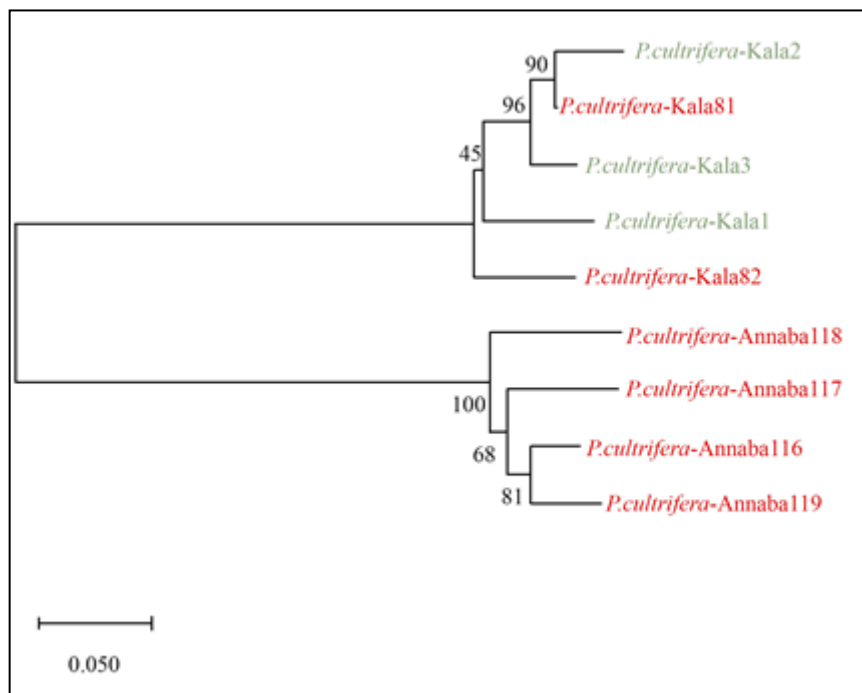 90
P.cultrifera-Kala2
P.cultrifera-Kala81
96
45
P.cultrifera-Kala3
P.cultrifera-Kala1
P.cultrifera-Kala82
P.cultrifera-Annaba118
P.cultrifera-Annaba117
100
68
P.cultrifera-Annaba116
81
P.cultrifera-Annaba119
0.050